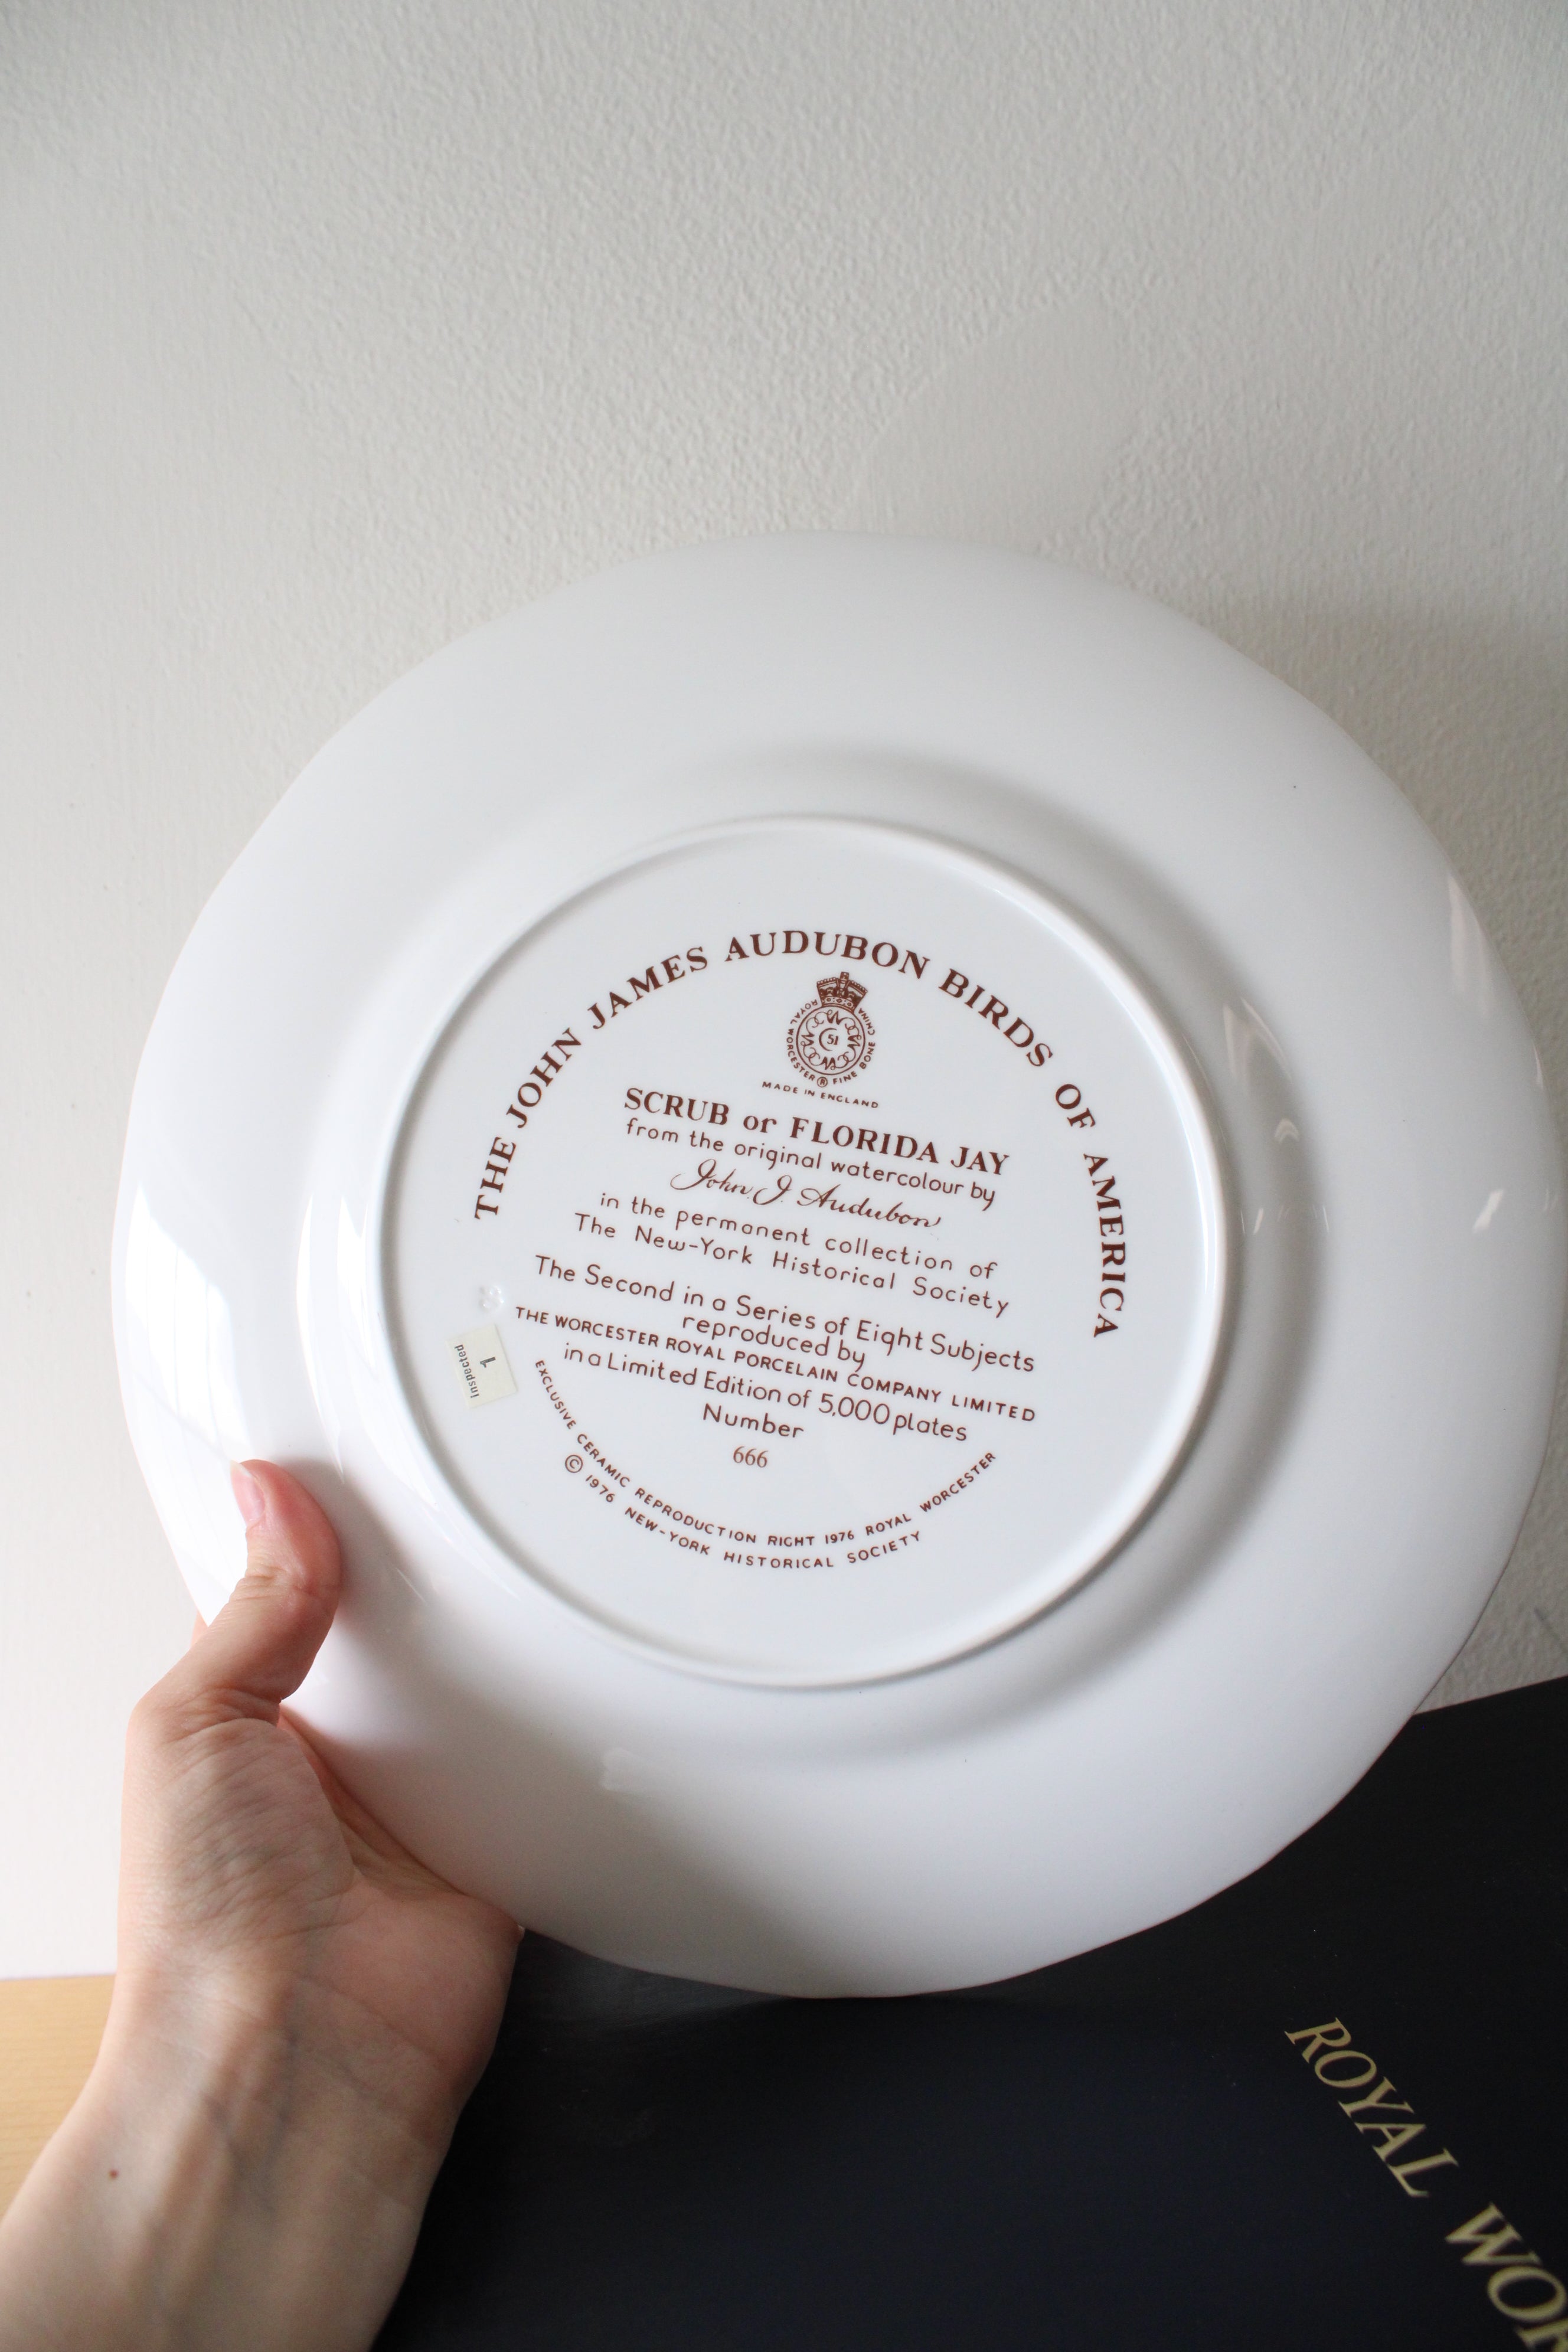 THE JOHN JAMES AUDUBON BIRDS OF AMERICA
ROYAL WORCESTER ® FINE BONE CHINA
51
MADE IN ENGLAND
SCRUB or FLORIDA JAY
from the original watercolour by
John J. Audubon
in the permanent collection of
The New-York Historical Society
The Second in a Series of Eight Subjects
reproduced by
THE WORCESTER ROYAL PORCELAIN COMPANY LIMITED
in a Limited Edition of 5,000 plates
Number
666
EXCLUSIVE CERAMIC REPRODUCTION RIGHT 1976 ROYAL WORCESTER
© 1976 NEW-YORK HISTORICAL SOCIETY
Inspected
1
ROYAL